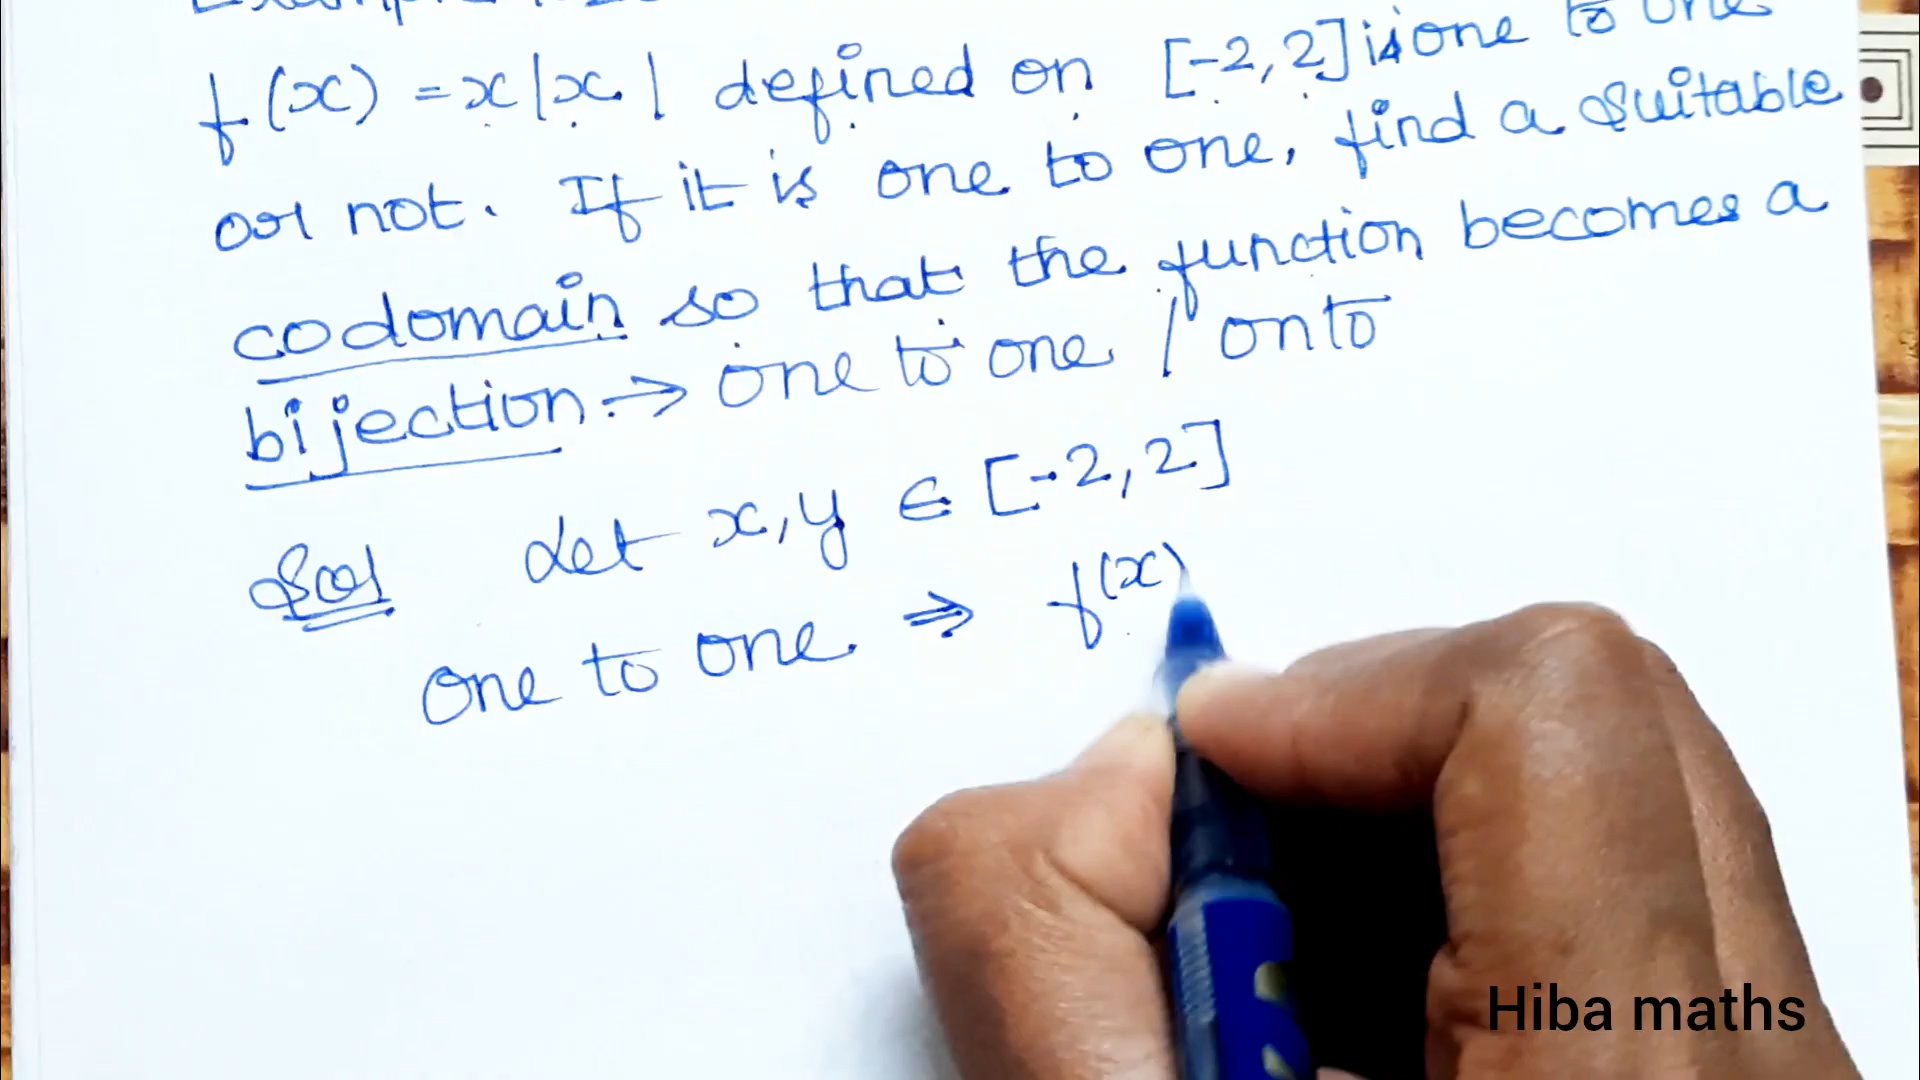 f(x) = x|x| defined on [-2,2] is one to one
or not. If it is one to one, find a suitable
codomain so that the function becomes a
bijection. → one to one / onto
Sol Let x, y ∈ [-2,2]
one to one ⇒ f(x)
Hiba maths